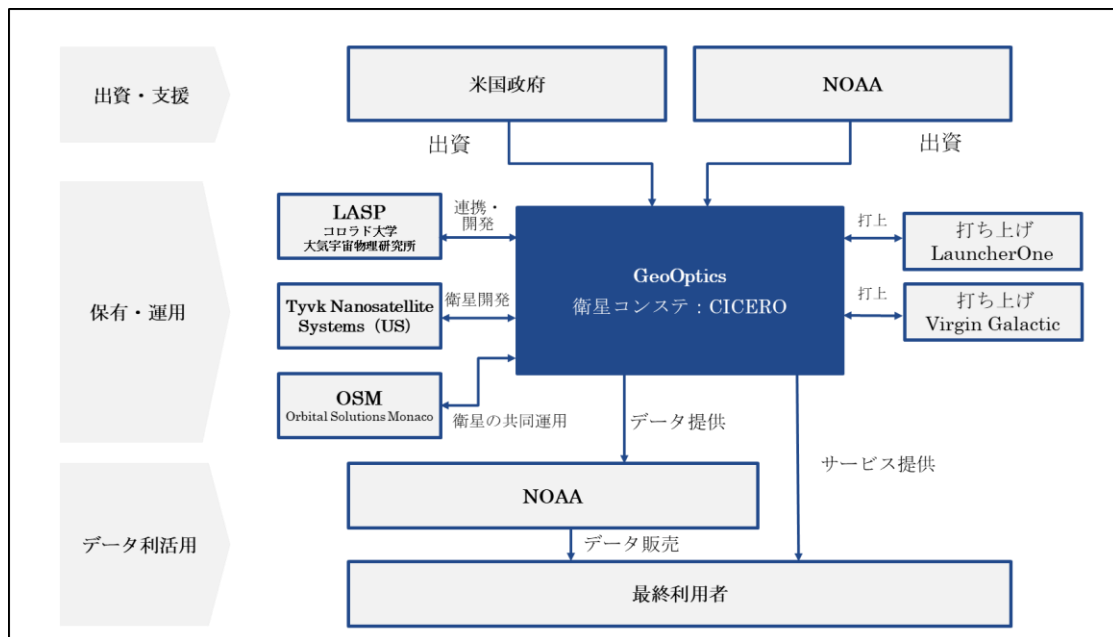 出資・支援
米国政府
NOAA
出資
出資
保有・運用
LASP
コロラド大学
大気宇宙物理研究所
連携・
開発
Tyvk Nanosatellite
Systems（US）
衛星開発
OSM
Orbital Solutions Monaco
衛星の共同運用
GeoOptics
衛星コンステ：CICERO
打上
打ち上げ
LauncherOne
打上
打ち上げ
Virgin Galactic
データ提供
サービス提供
データ利活用
NOAA
データ販売
最終利用者